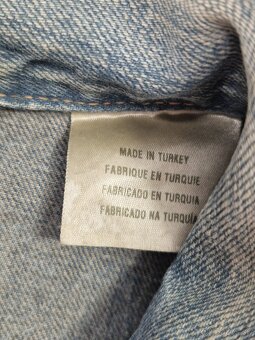 MADE IN TURKEY
FABRIQUE EN TURQUIE
FABRICADO EN TURQUIA
FABRICADO NA TURQUIA